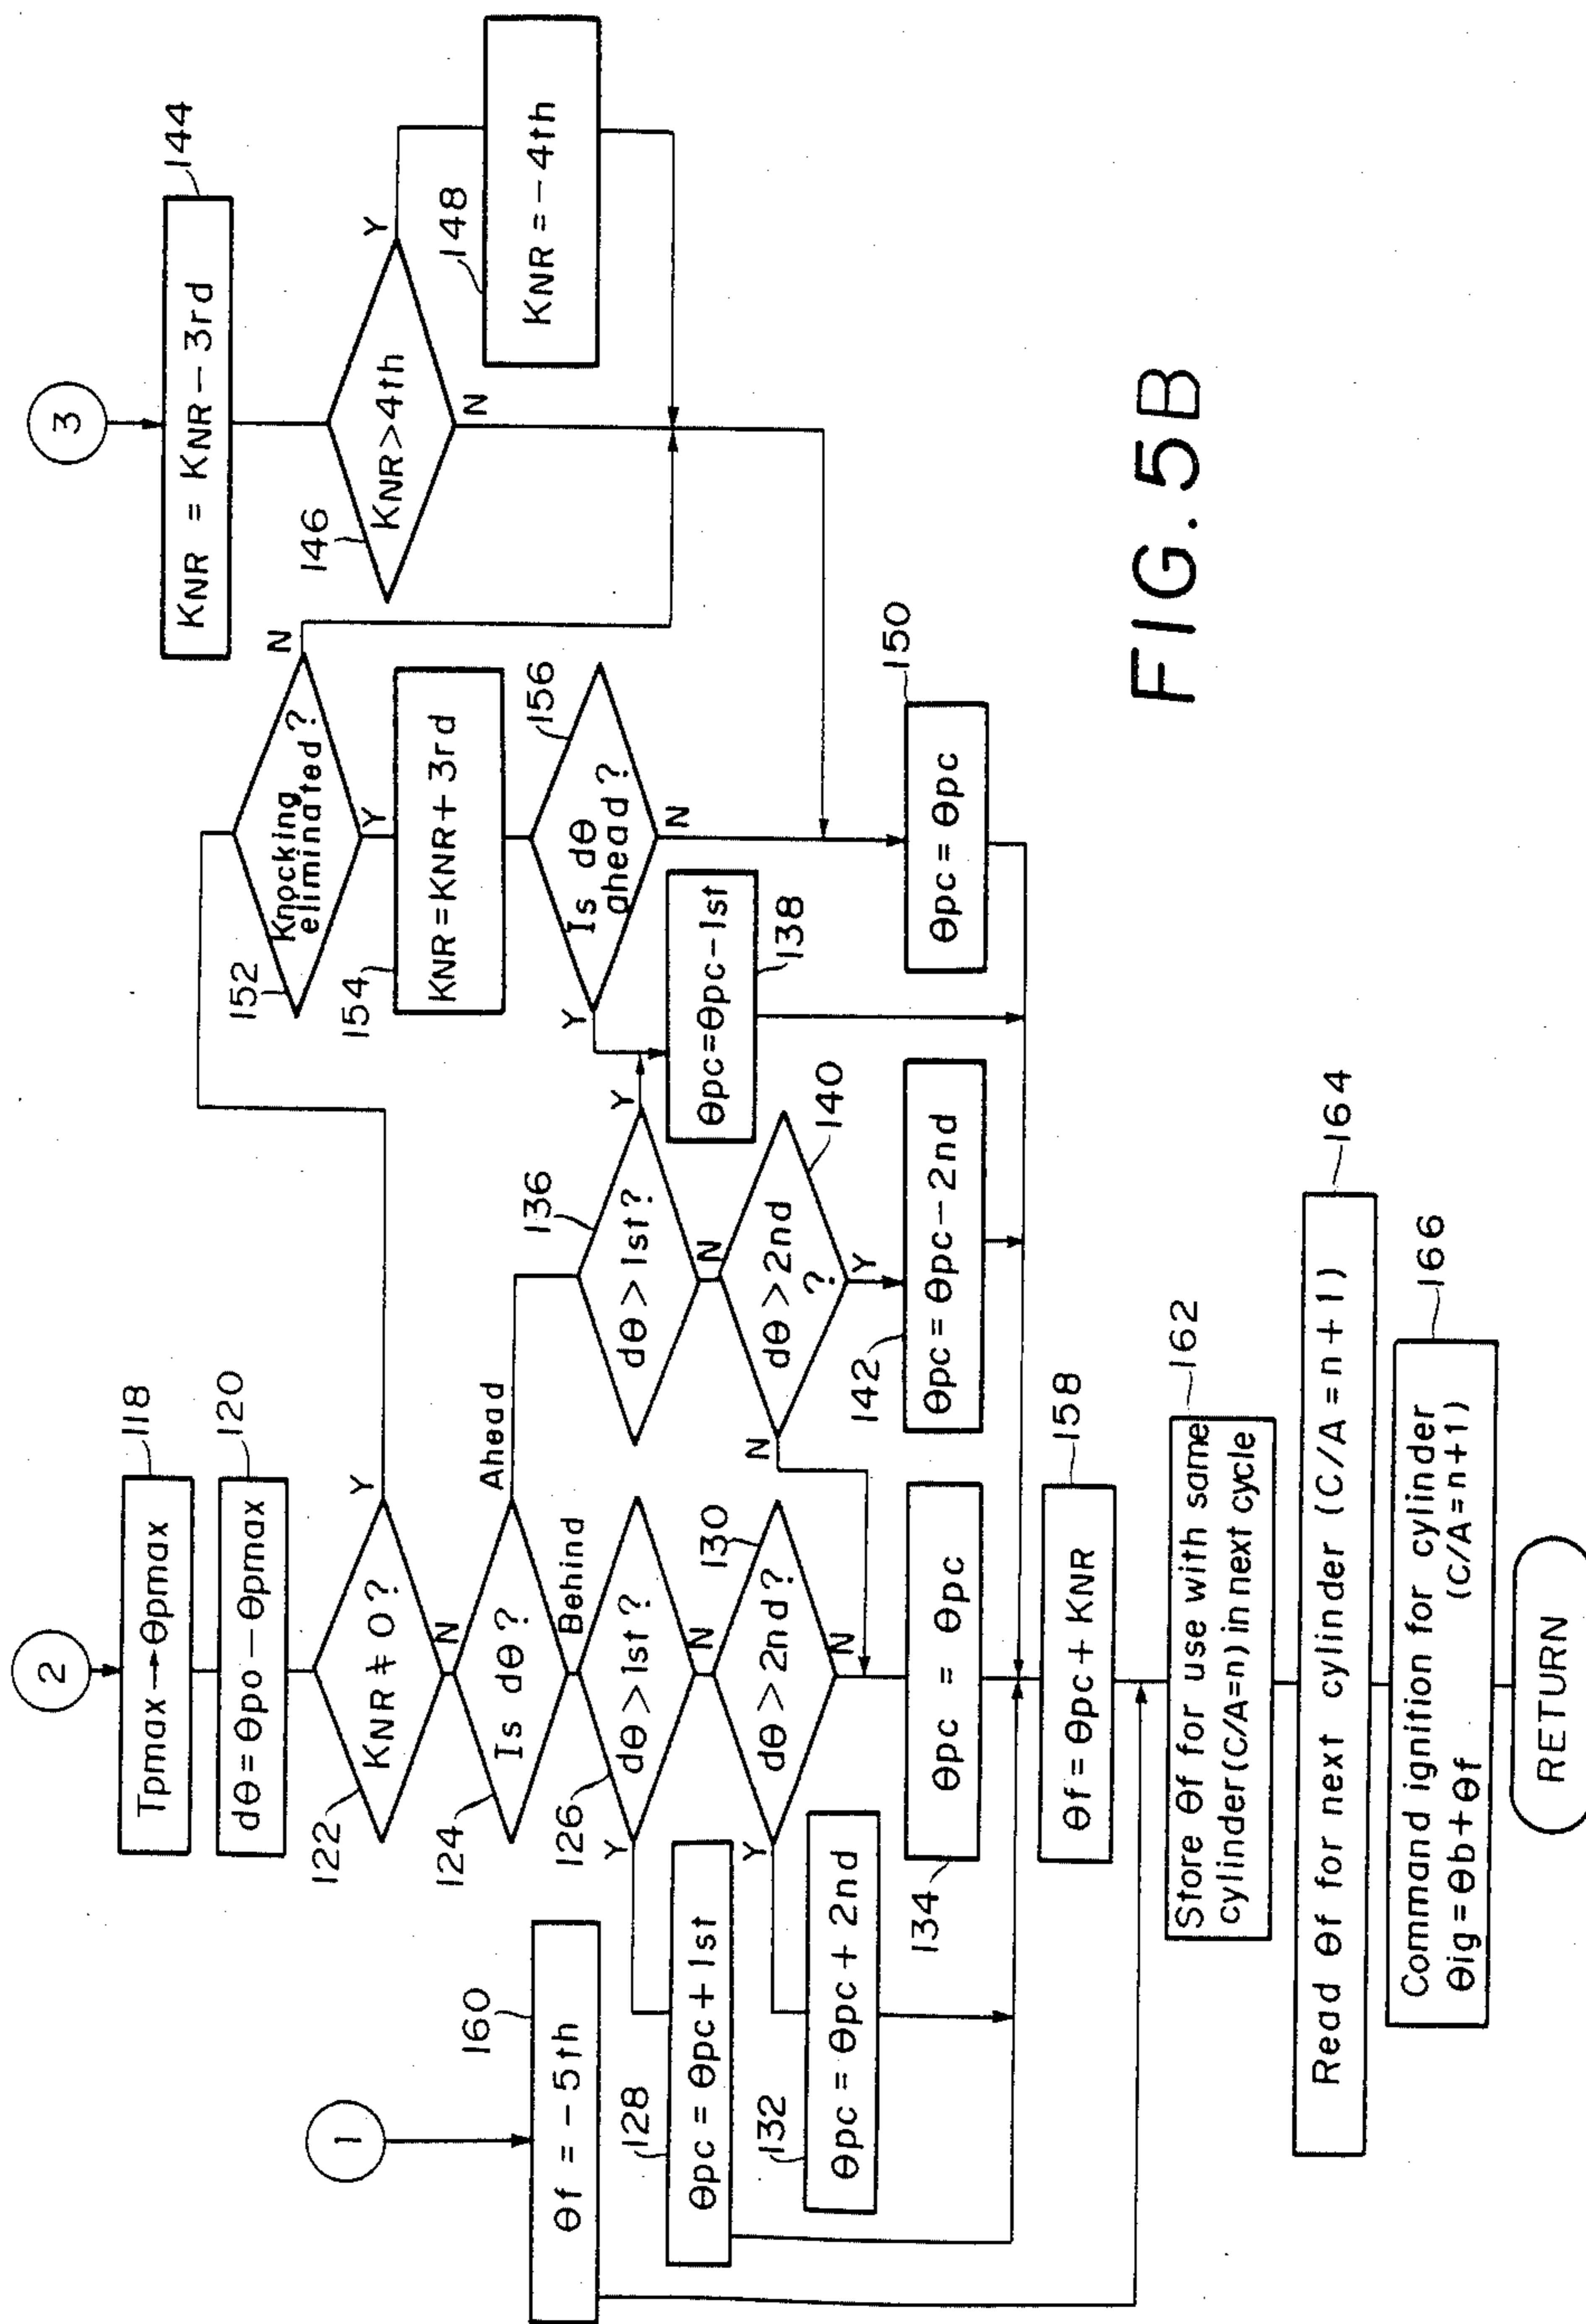 1
θf = -5th
160
128
θpc = θpc + 1st
132
θpc = θpc + 2nd
2
Tpmax→θpmax
118
dθ = θpo - θpmax
120
122
KNR ≠ 0?
Y
N
124
Is dθ?
Ahead
Behind
126
dθ > 1st?
Y
N
130
dθ > 2nd?
Y
N
134
θpc = θpc
136
dθ > 1st?
Y
N
140
dθ > 2nd
?
N
Y
142
θpc = θpc - 2nd
152
Knocking
eliminated?
N
Y
154
KNR = KNR + 3rd
156
Is dθ
ahead?
Y
N
θpc = θpc - 1st
138
150
θpc = θpc
3
KNR = KNR - 3rd
144
146
KNR > 4th
Y
N
148
KNR = -4th
θf = θpc + KNR
158
Store θf for use with same
cylinder (C/A = n) in next cycle
162
Read θf for next cylinder (C/A = n + 1)
164
Command ignition for cylinder
θig = θb + θf (C/A = n+1)
166
RETURN
FIG. 5B